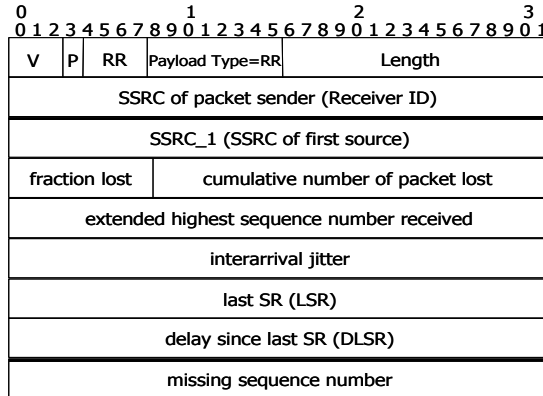 0 1 2 3
0 1 2 3 4 5 6 7 8 9 0 1 2 3 4 5 6 7 8 9 0 1 2 3 4 5 6 7 8 9 0 1
V P RR Payload Type=RR Length
SSRC of packet sender (Receiver ID)
SSRC_1 (SSRC of first source)
fraction lost cumulative number of packet lost
extended highest sequence number received
interarrival jitter
last SR (LSR)
delay since last SR (DLSR)
missing sequence number